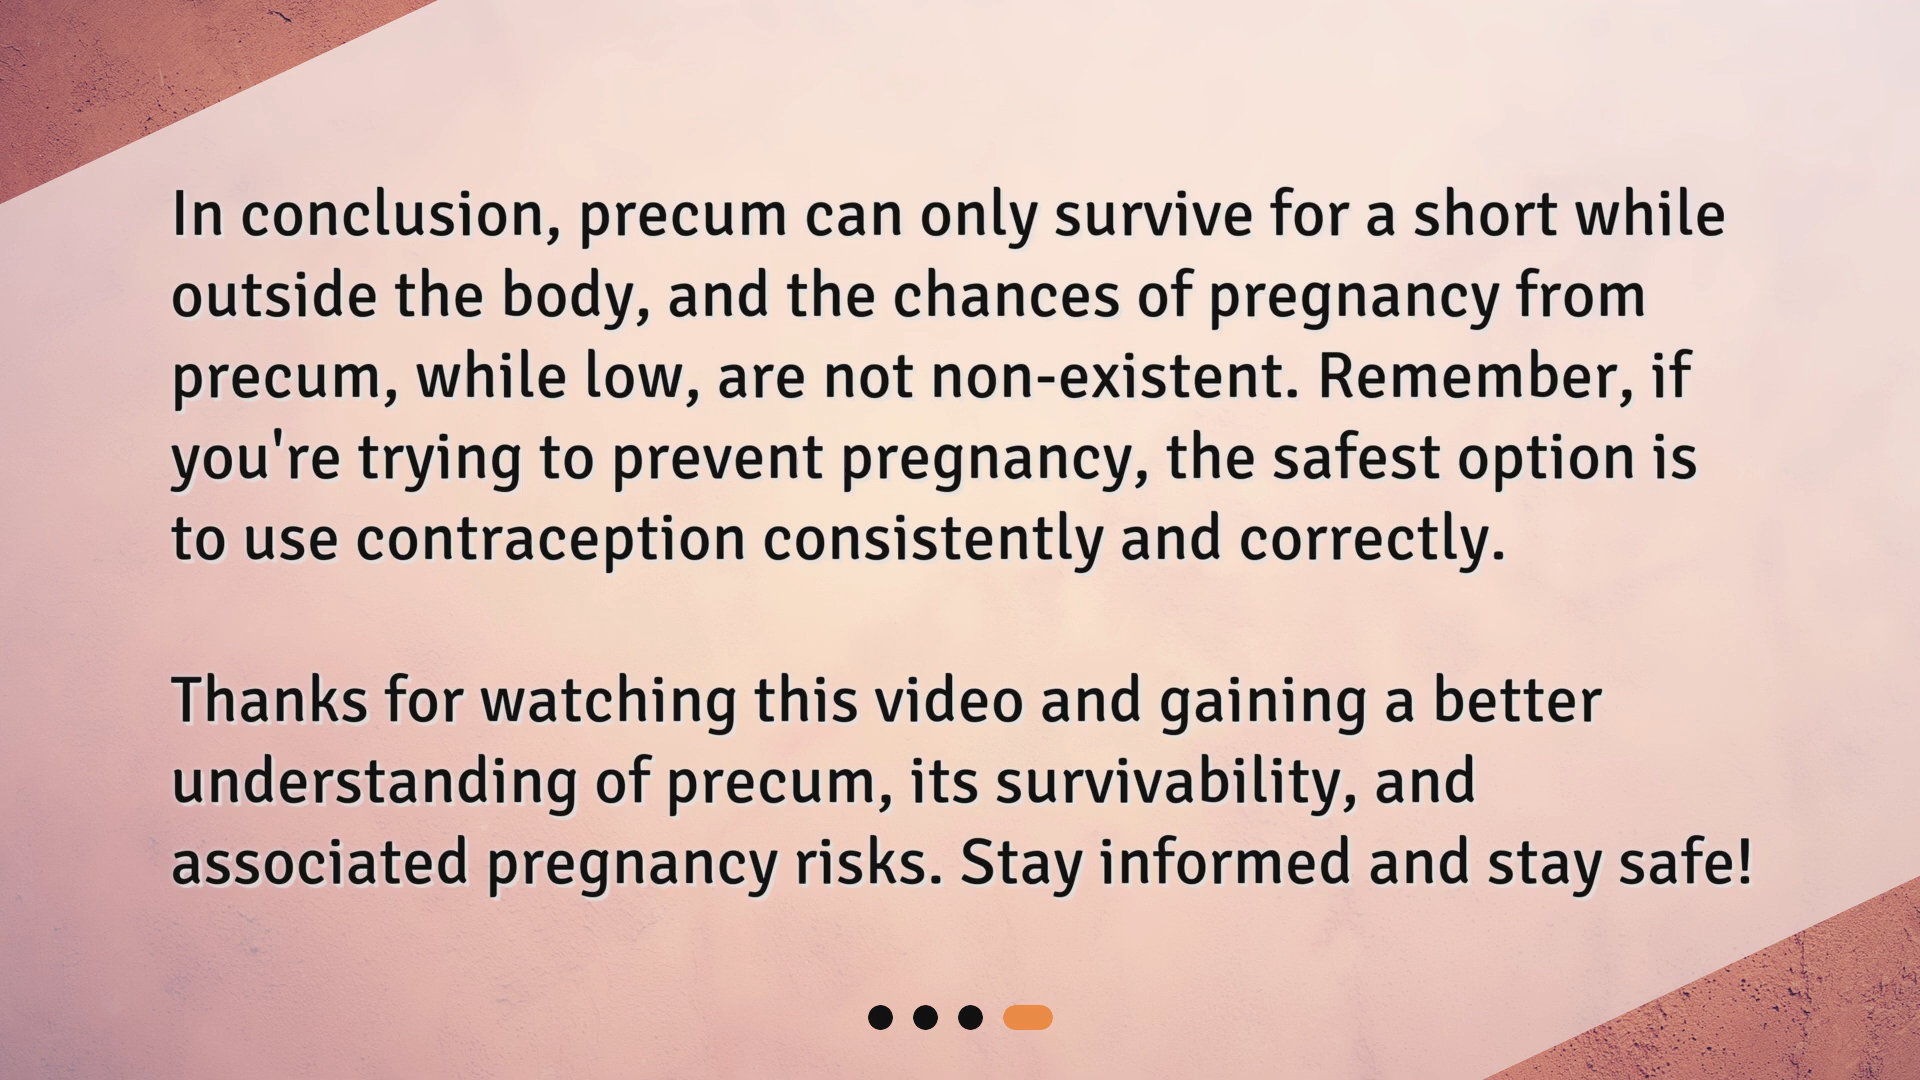 In conclusion, precum can only survive for a short while
outside the body, and the chances of pregnancy from
precum, while low, are not non-existent. Remember, if
you're trying to prevent pregnancy, the safest option is
to use contraception consistently and correctly.
Thanks for watching this video and gaining a better
understanding of precum, its survivability, and
associated pregnancy risks. Stay informed and stay safe!